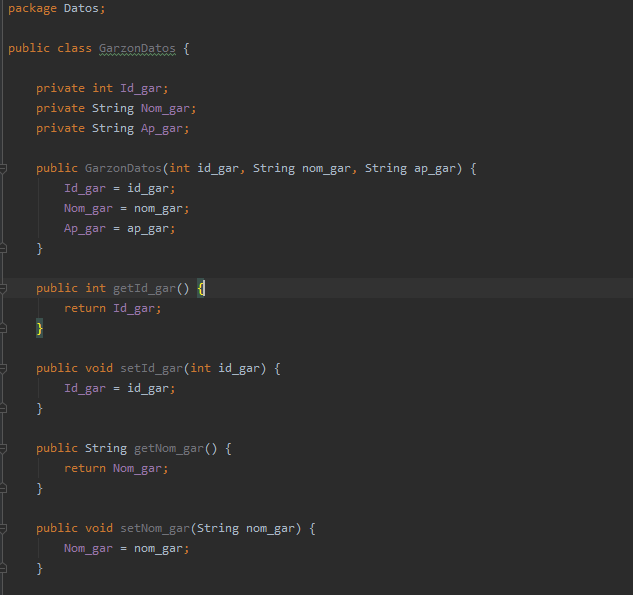 package Datos;
public class GarzonDatos {
private int Id_gar;
private String Nom_gar;
private String Ap_gar;
public GarzonDatos(int id_gar, String nom_gar, String ap_gar) {
Id_gar = id_gar;
Nom_gar = nom_gar;
Ap_gar = ap_gar;
}
public int getId_gar() {
return Id_gar;
}
public void setId_gar(int id_gar) {
Id_gar = id_gar;
}
public String getNom_gar() {
return Nom_gar;
}
public void setNom_gar(String nom_gar) {
Nom_gar = nom_gar;
}